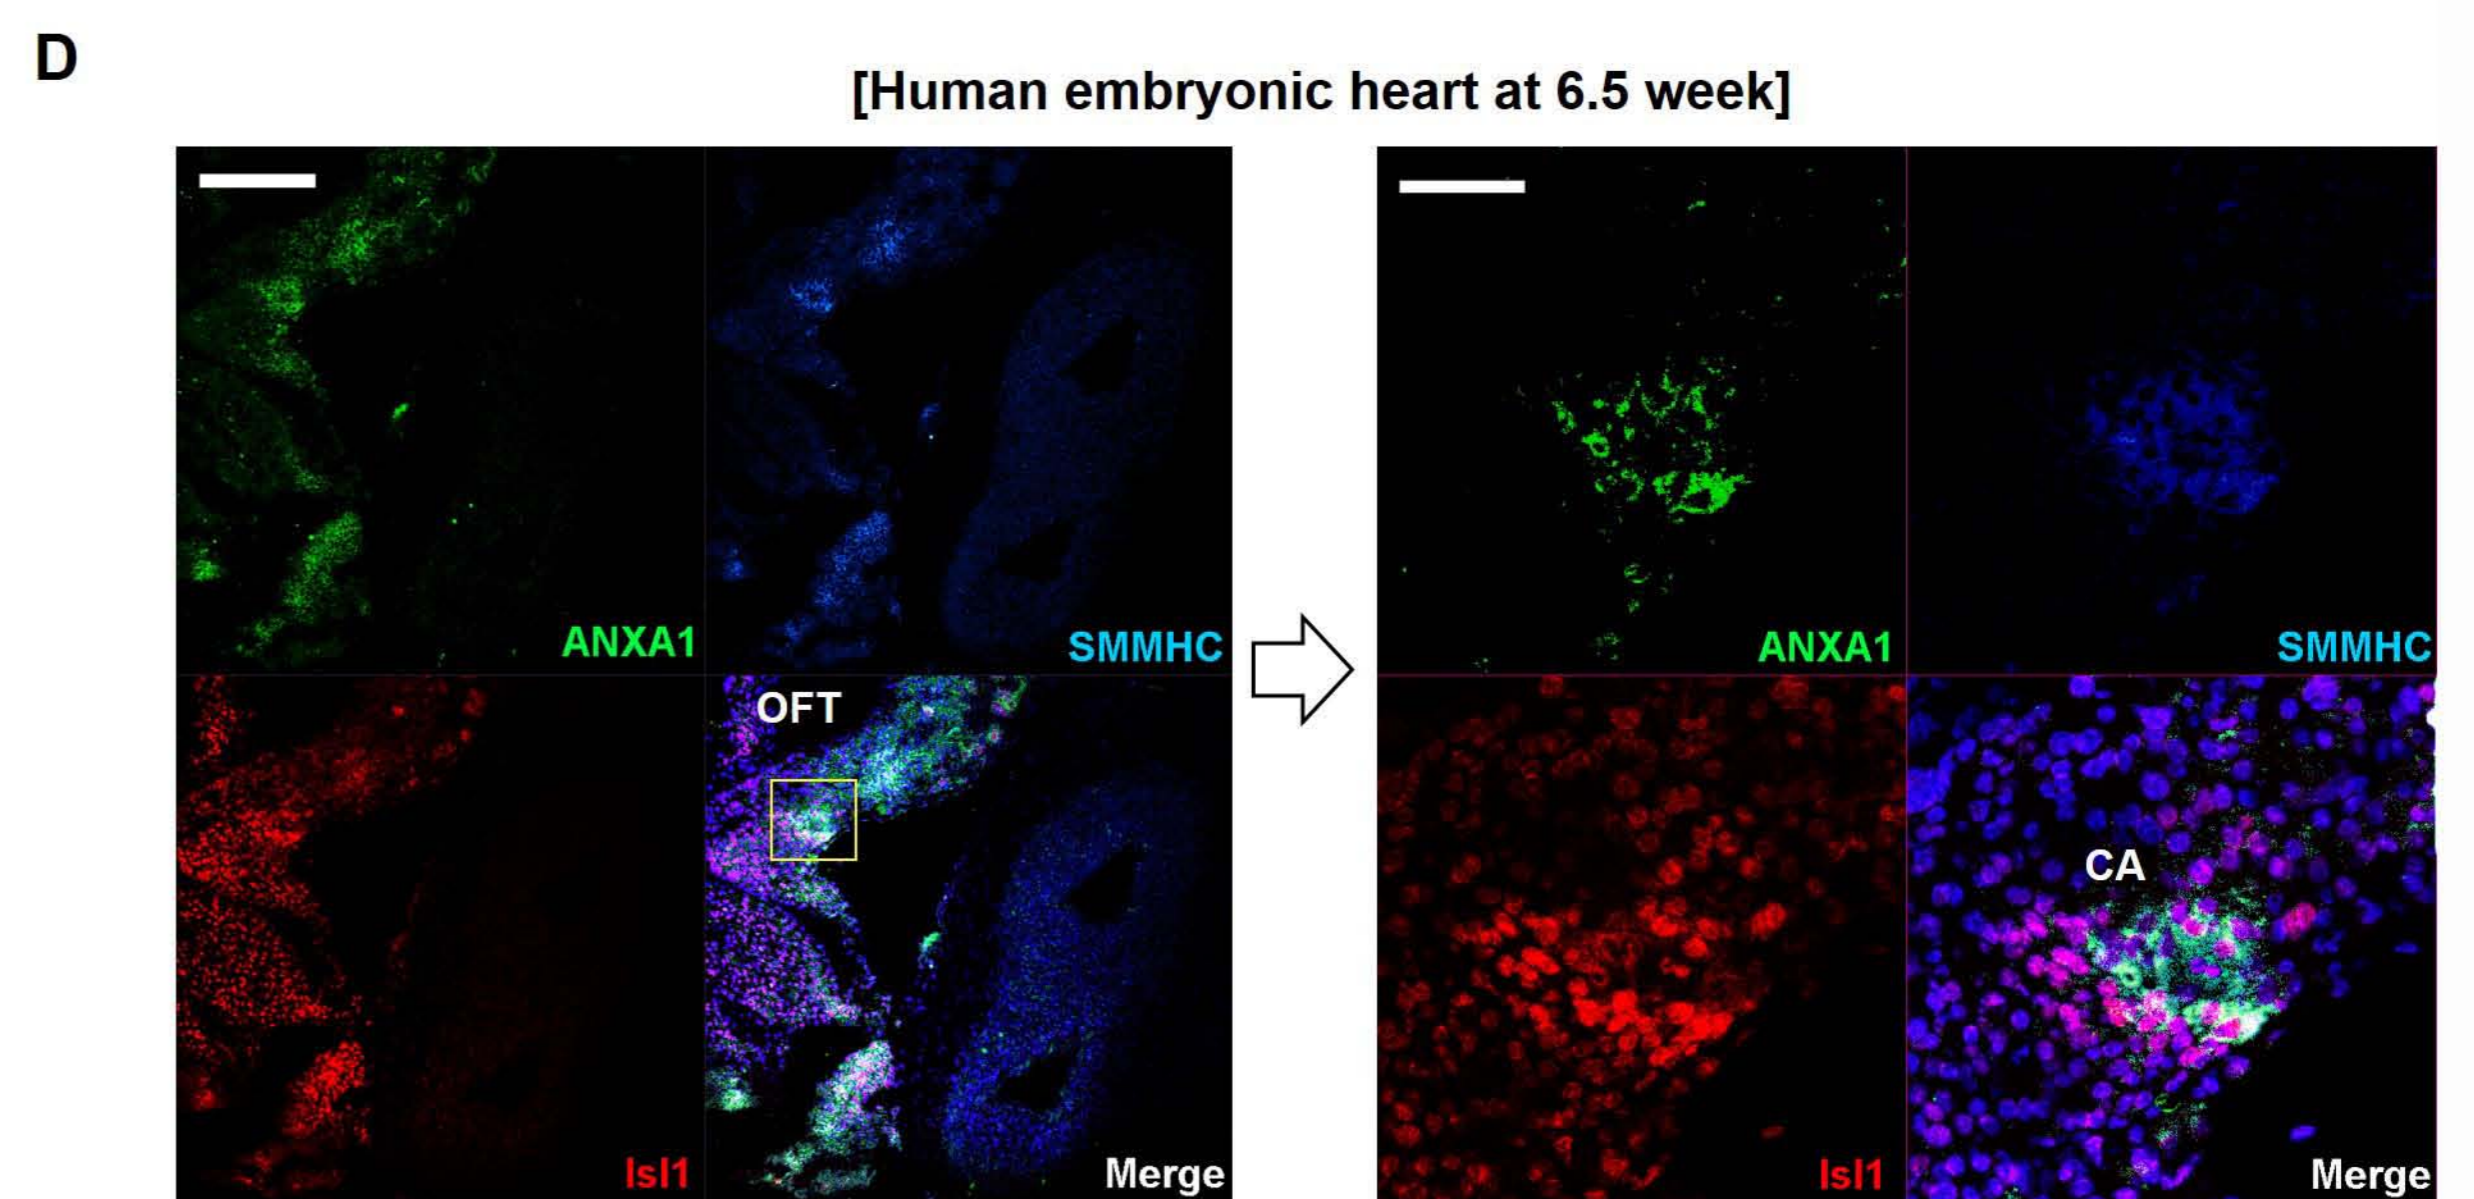 D
[Human embryonic heart at 6.5 week]
ANXA1
SMMHC
OFT
Isl1
Merge
ANXA1
SMMHC
CA
Isl1
Merge